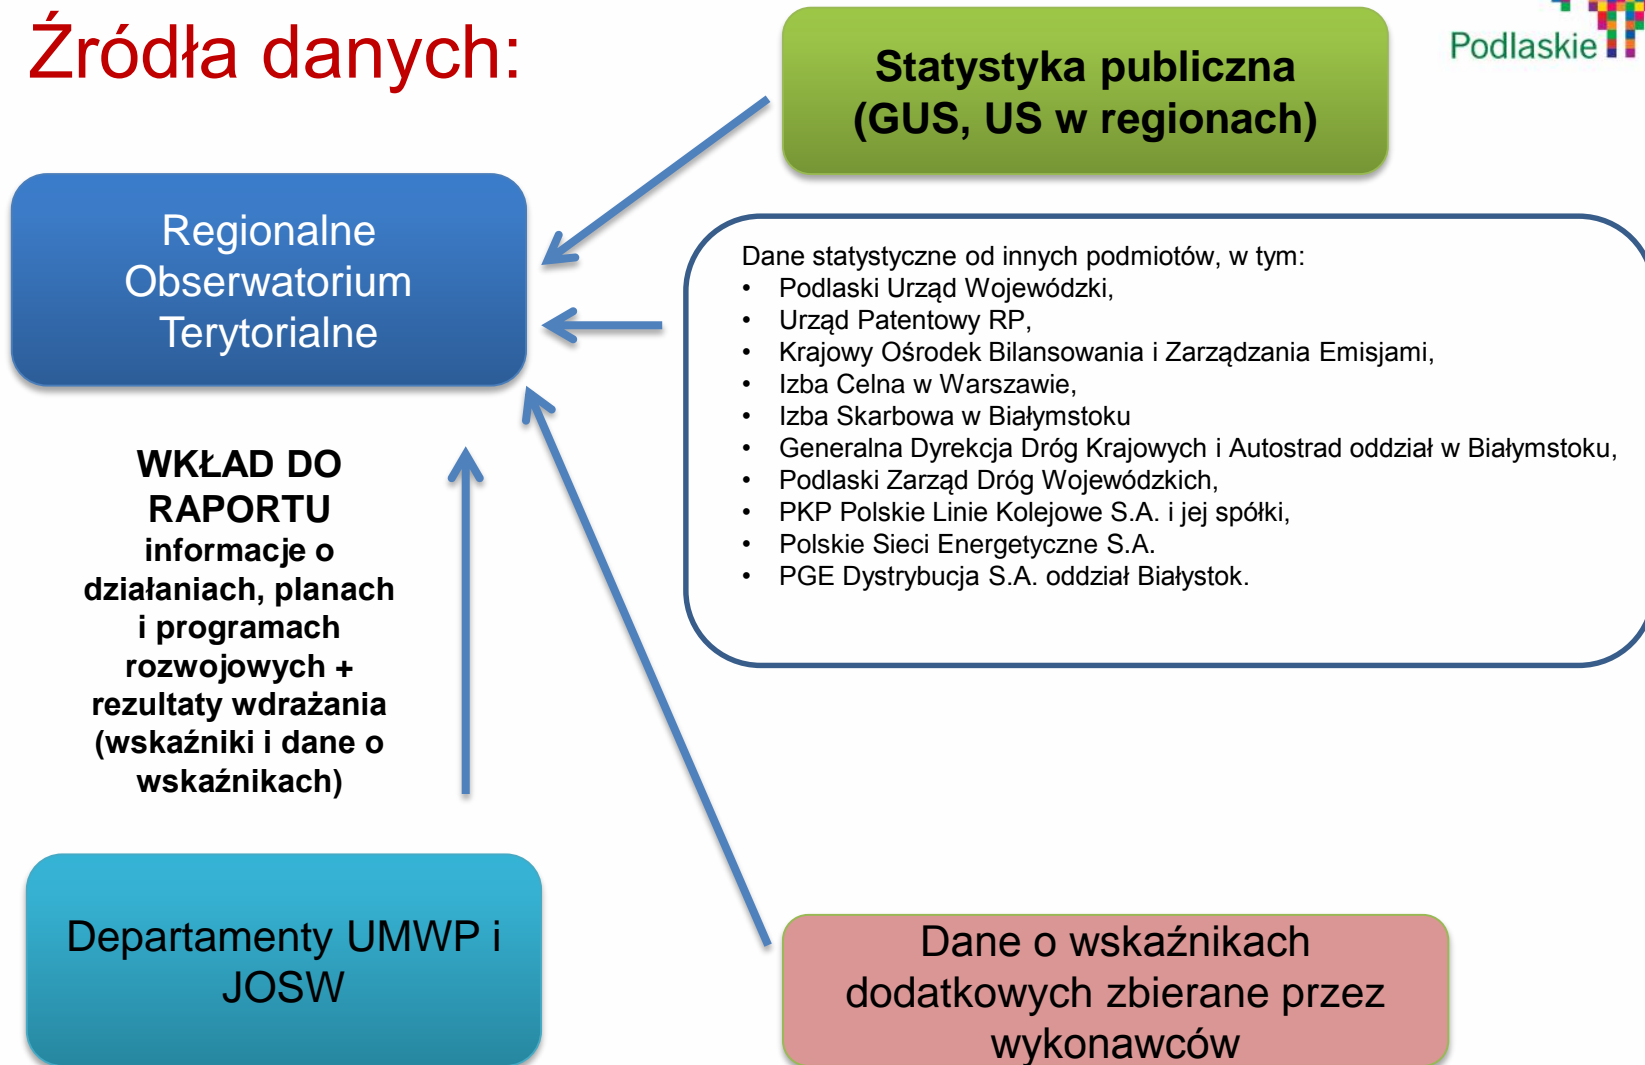 Źródła danych:
Podlaskie
Statystyka publiczna
(GUS, US w regionach)
Regionalne
Obserwatorium
Terytorialne
Dane statystyczne od innych podmiotów, w tym:
• Podlaski Urząd Wojewódzki,
• Urząd Patentowy RP,
• Krajowy Ośrodek Bilansowania i Zarządzania Emisjami,
• Izba Celna w Warszawie,
• Izba Skarbowa w Białymstoku
• Generalna Dyrekcja Dróg Krajowych i Autostrad oddział w Białymstoku,
• Podlaski Zarząd Dróg Wojewódzkich,
• PKP Polskie Linie Kolejowe S.A. i jej spółki,
• Polskie Sieci Energetyczne S.A.
• PGE Dystrybucja S.A. oddział Białystok.
WKŁAD DO
RAPORTU
informacje o
działaniach, planach
i programach
rozwojowych +
rezultaty wdrażania
(wskaźniki i dane o
wskaźnikach)
Departamenty UMWP i
JOSW
Dane o wskaźnikach
dodatkowych zbierane przez
wykonawców